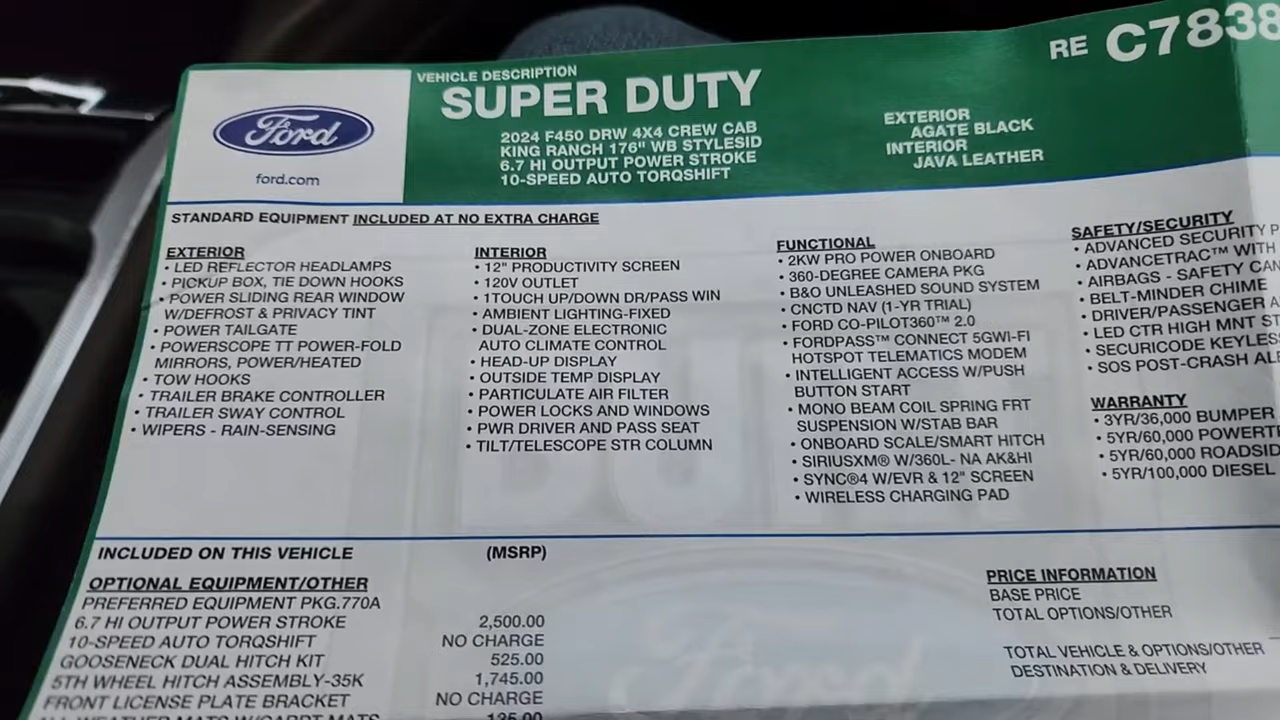 RE C7838
Ford
ford.com
VEHICLE DESCRIPTION
SUPER DUTY
2024 F450 DRW 4X4 CREW CAB
KING RANCH 176" WB STYLESID
6.7 HI OUTPUT POWER STROKE
10-SPEED AUTO TORQSHIFT
EXTERIOR
AGATE BLACK
INTERIOR
JAVA LEATHER
STANDARD EQUIPMENT INCLUDED AT NO EXTRA CHARGE
EXTERIOR
• LED REFLECTOR HEADLAMPS
• PICKUP BOX, TIE DOWN HOOKS
• POWER SLIDING REAR WINDOW
W/DEFROST & PRIVACY TINT
• POWER TAILGATE
• POWERSCOPE TT POWER-FOLD
MIRRORS, POWER/HEATED
• TOW HOOKS
• TRAILER BRAKE CONTROLLER
• TRAILER SWAY CONTROL
• WIPERS - RAIN-SENSING
INTERIOR
• 12" PRODUCTIVITY SCREEN
• 120V OUTLET
• 1TOUCH UP/DOWN DR/PASS WIN
• AMBIENT LIGHTING-FIXED
• DUAL-ZONE ELECTRONIC
AUTO CLIMATE CONTROL
• HEAD-UP DISPLAY
• OUTSIDE TEMP DISPLAY
• PARTICULATE AIR FILTER
• POWER LOCKS AND WINDOWS
• PWR DRIVER AND PASS SEAT
• TILT/TELESCOPE STR COLUMN
FUNCTIONAL
• 2KW PRO POWER ONBOARD
• 360-DEGREE CAMERA PKG
• B&O UNLEASHED SOUND SYSTEM
• CNCTD NAV (1-YR TRIAL)
• FORD CO-PILOT360™ 2.0
• FORDPASS™ CONNECT 5GWI-FI
HOTSPOT TELEMATICS MODEM
• INTELLIGENT ACCESS W/PUSH
BUTTON START
• MONO BEAM COIL SPRING FRT
SUSPENSION W/STAB BAR
• ONBOARD SCALE/SMART HITCH
• SIRIUSXM® W/360L- NA AK&HI
• SYNC®4 W/EVR & 12" SCREEN
• WIRELESS CHARGING PAD
SAFETY/SECURITY
• ADVANCED SECURITY P
• ADVANCETRAC™ WITH
• AIRBAGS - SAFETY CAN
• BELT-MINDER CHIME
• DRIVER/PASSENGER A
• LED CTR HIGH MNT ST
• SECURICODE KEYLES
• SOS POST-CRASH AL
WARRANTY
• 3YR/36,000 BUMPER
• 5YR/60,000 POWERT
• 5YR/60,000 ROADSID
• 5YR/100,000 DIESEL
INCLUDED ON THIS VEHICLE (MSRP)
OPTIONAL EQUIPMENT/OTHER
PREFERRED EQUIPMENT PKG.770A
6.7 HI OUTPUT POWER STROKE 2,500.00
10-SPEED AUTO TORQSHIFT NO CHARGE
GOOSENECK DUAL HITCH KIT 525.00
5TH WHEEL HITCH ASSEMBLY-35K 1,745.00
FRONT LICENSE PLATE BRACKET NO CHARGE
ALL WEATHER MATS W/CARPT MATS 135.00
PRICE INFORMATION
BASE PRICE
TOTAL OPTIONS/OTHER
TOTAL VEHICLE & OPTIONS/OTHER
DESTINATION & DELIVERY